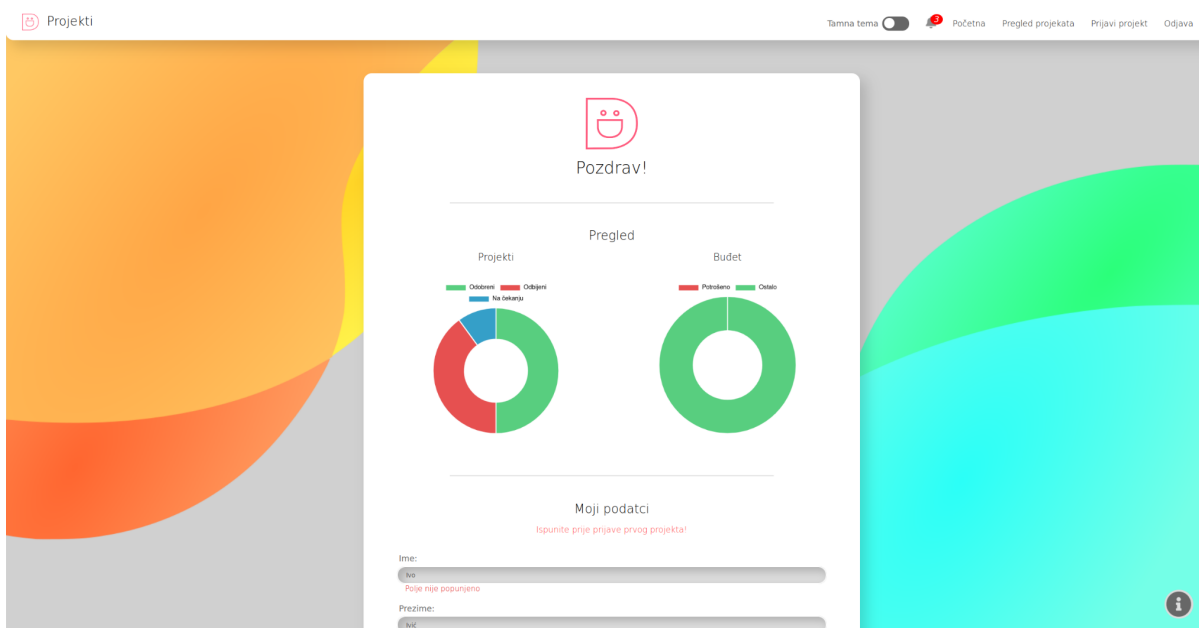 Projekti
Tamna tema 3 Početna Pregled projekata Prijavi projekt Odjava
Pozdrav!
Pregled
Projekti
Budet
Odobreni Odbijeni
Na čekanju
Potrošeno Ostalo
Moji podatci
Ispunite prije prijave prvog projekta!
Ime:
Ivo
Polje nije popunjeno
Prezime:
Ivić